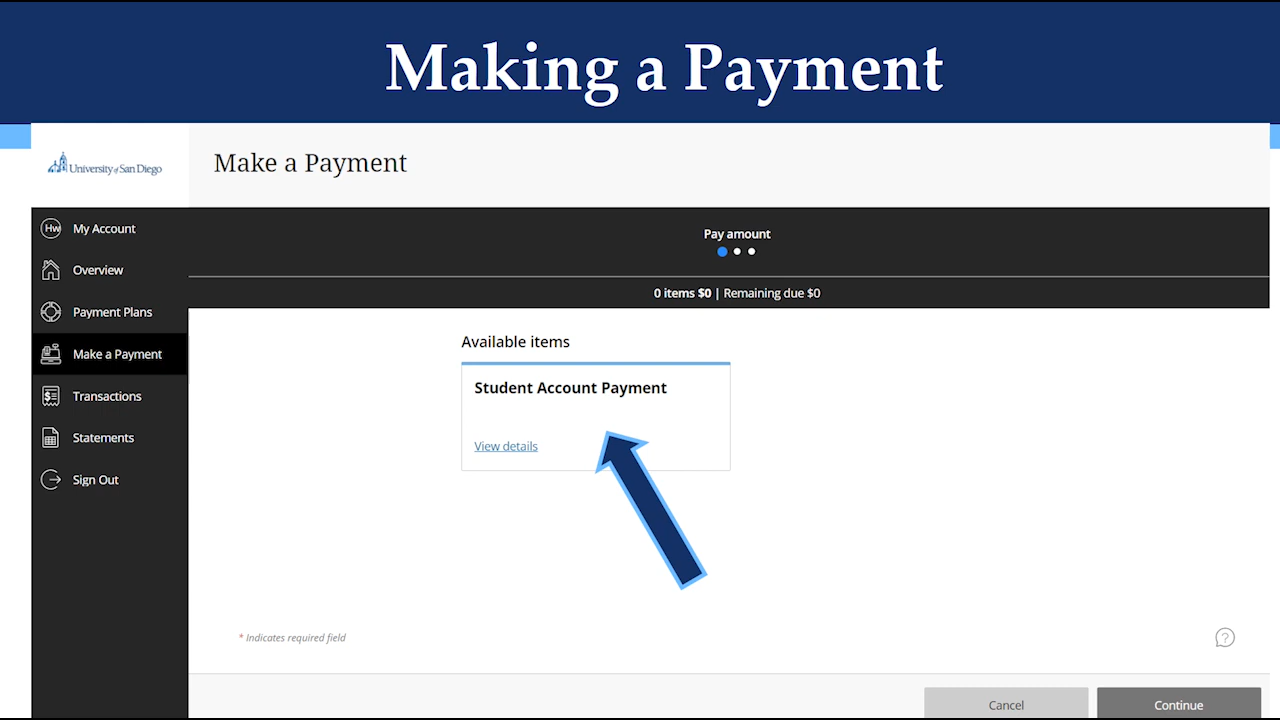 Making a Payment
University of San Diego
Make a Payment
Hw My Account
Overview
Payment Plans
Make a Payment
Transactions
Statements
Sign Out
Pay amount
0 items $0 | Remaining due $0
Available items
Student Account Payment
View details
* Indicates required field
?
Cancel
Continue